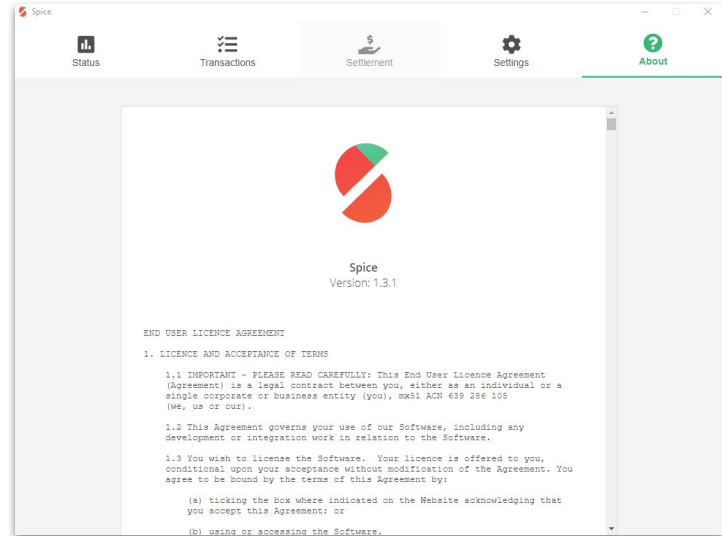 Spice
Status
Transactions
Settlement
Settings
About
Spice
Version: 1.3.1
END USER LICENCE AGREEMENT
1. LICENCE AND ACCEPTANCE OF TERMS
1.1 IMPORTANT – PLEASE READ CAREFULLY: This End User Licence Agreement
(Agreement) is a legal contract between you, either as an individual or a
single corporate or business entity (you), mx51 ACN 639 286 105
(we, us or our).
1.2 This Agreement governs your use of our Software, including any
development or integration work in relation to the Software.
1.3 You wish to license the Software. Your licence is offered to you,
conditional upon your acceptance without modification of the Agreement. You
agree to be bound by the terms of this Agreement by:
(a) ticking the box where indicated on the Website acknowledging that
you accept this Agreement; or
(b) using or accessing the Software.